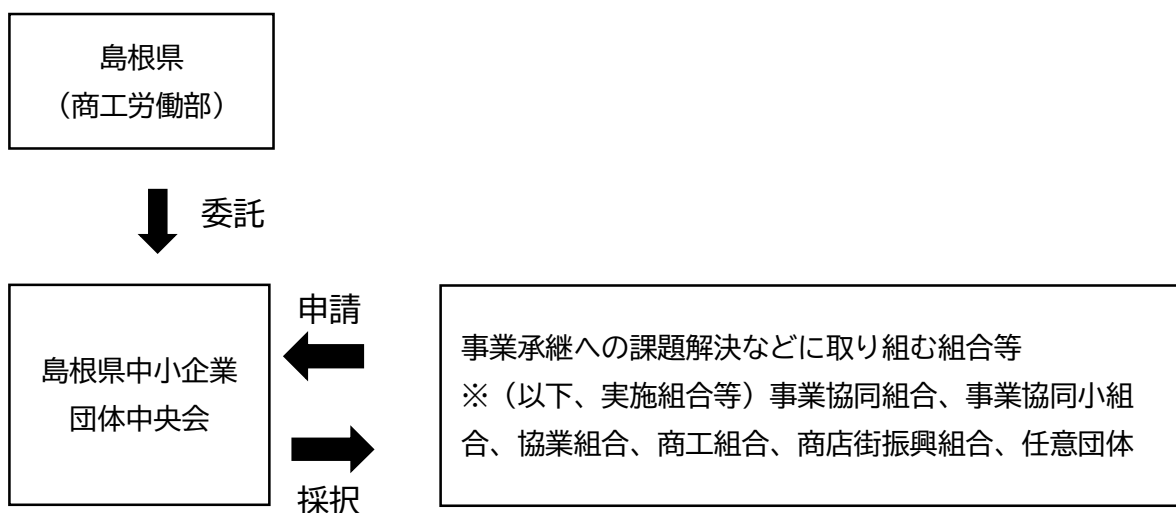 島根県
（商工労働部）
委託
島根県中小企業
団体中央会
申請
採択
事業承継への課題解決などに取り組む組合等
※（以下、実施組合等）事業協同組合、事業協同小組
合、協業組合、商工組合、商店街振興組合、任意団体